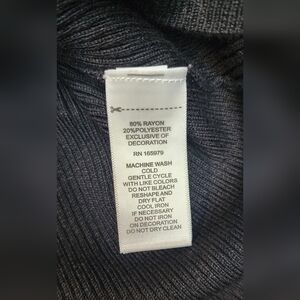 80% RAYON
20%POLYESTER
EXCLUSIVE OF
DECORATION
RN 165979
MACHINE WASH
COLD
GENTLE CYCLE
WITH LIKE COLORS
DO NOT BLEACH
RESHAPE AND
DRY FLAT
COOL IRON
IF NECESSARY
DO NOT IRON
ON DECORATION
DO NOT DRY CLEAN